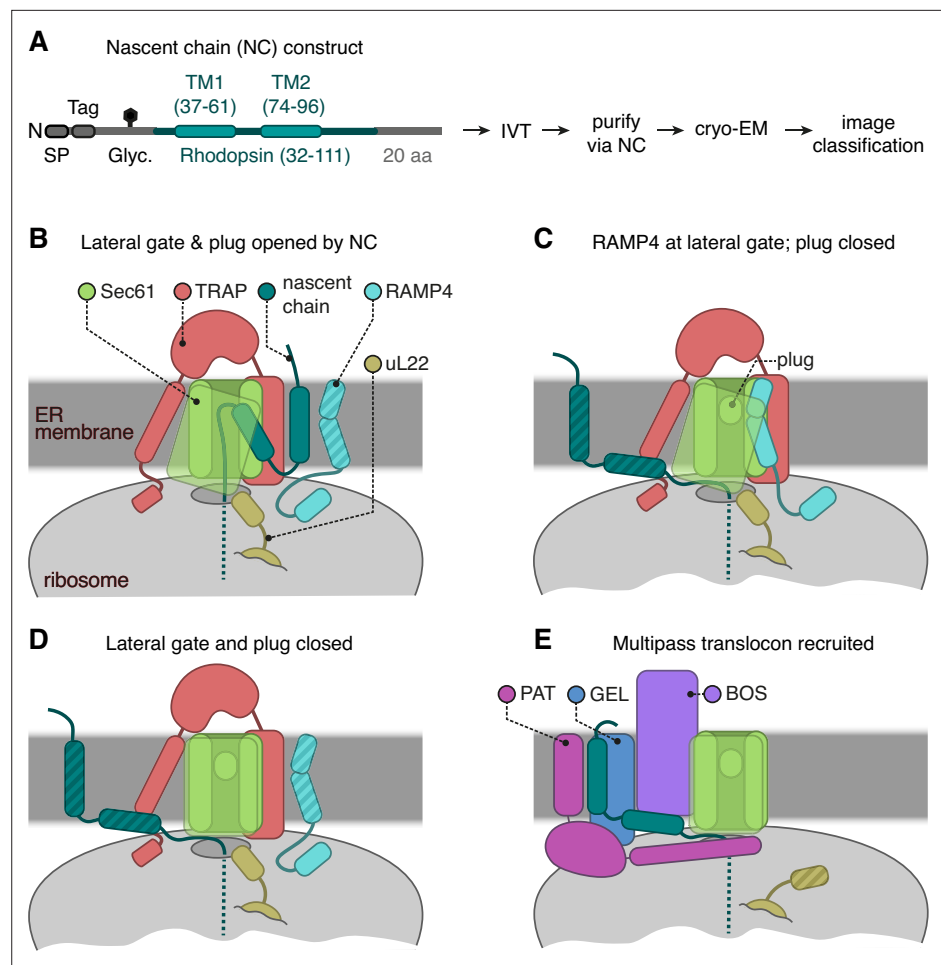 A
Nascent chain (NC) construct
TM1
(37-61)
TM2
(74-96)
Tag
N
SP
Glyc.
Rhodopsin (32-111)
20 aa
IVT
purify
via NC
cryo-EM
image
classification
B
Lateral gate & plug opened by NC
Sec61
TRAP
nascent
chain
RAMP4
uL22
ER
membrane
ribosome
C
RAMP4 at lateral gate; plug closed
plug
D
Lateral gate and plug closed
E
Multipass translocon recruited
PAT
GEL
BOS